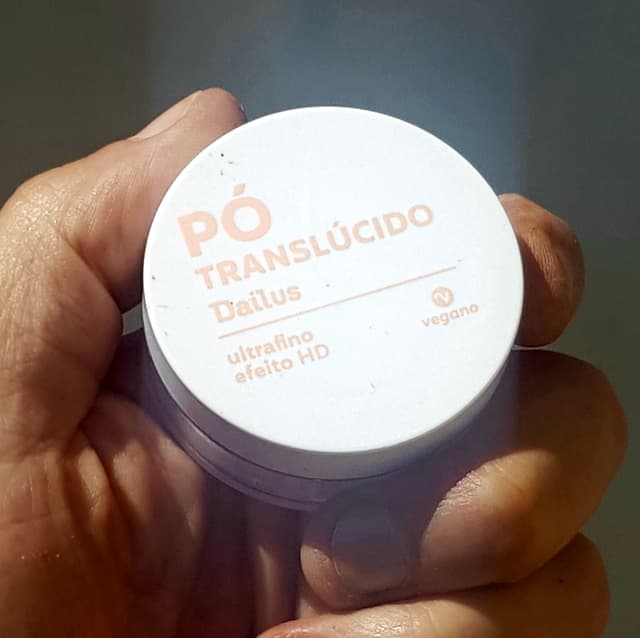 PÓ
TRANSLÚCIDO
Dailus
ultrafino
efeito HD
vegano